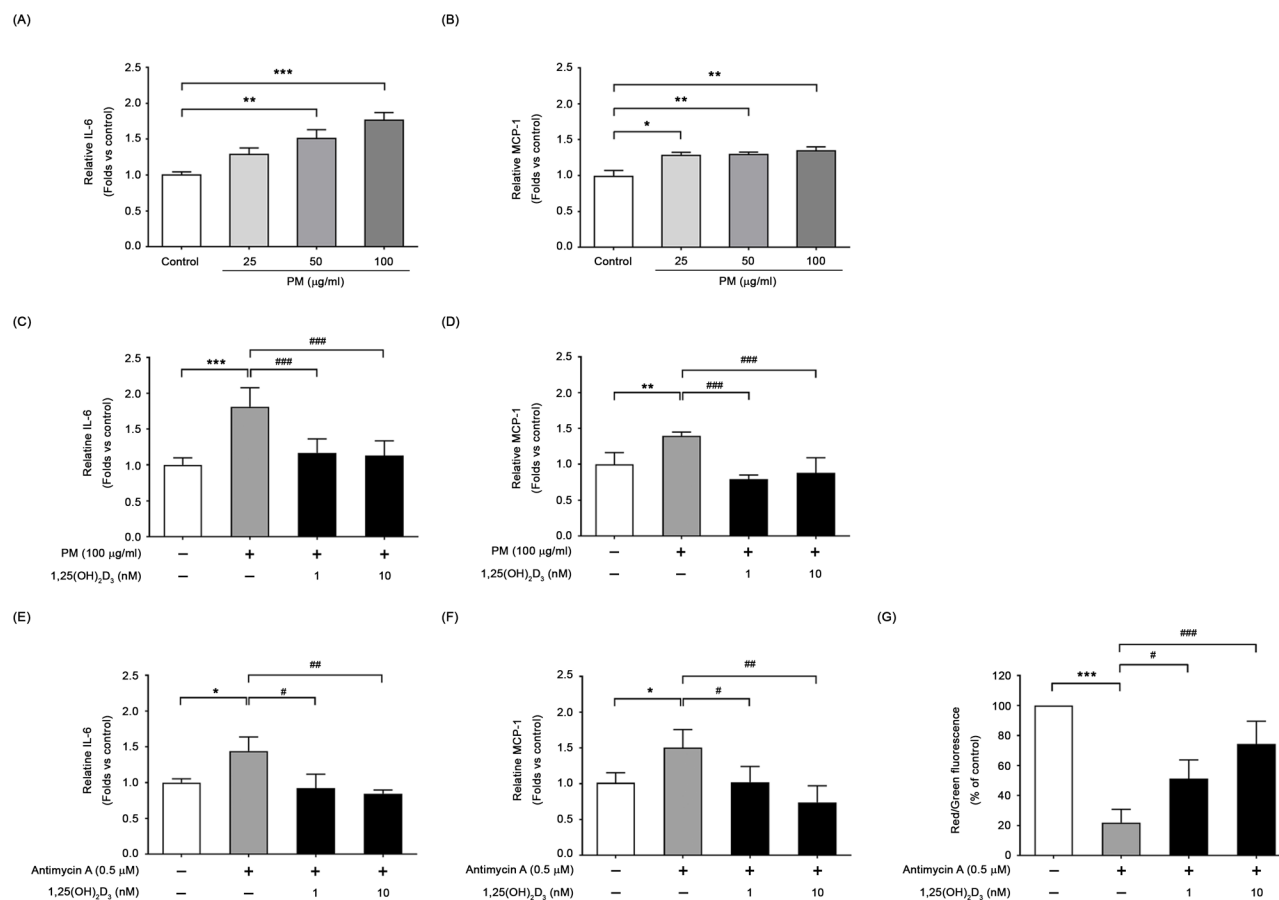 (A)
Relative IL-6
(Folds vs control)
2.5
2.0
1.5
1.0
0.5
0.0
***
**
Control
25
50
100
PM (μg/ml)
(B)
Relative MCP-1
(Folds vs control)
2.5
2.0
1.5
1.0
0.5
0.0
**
**
*
Control
25
50
100
PM (μg/ml)
(C)
Relatine IL-6
(Folds vs control)
2.5
2.0
1.5
1.0
0.5
0.0
###
*** ###
PM (100 μg/ml) – + + +
1,25(OH)₂D₃ (nM) – – 1 10
(D)
Relative MCP-1
(Folds vs control)
2.5
2.0
1.5
1.0
0.5
0.0
###
** ###
PM (100 μg/ml) – + + +
1,25(OH)₂D₃ (nM) – – 1 10
(E)
Relatine IL-6
(Folds vs control)
2.5
2.0
1.5
1.0
0.5
0.0
##
* #
Antimycin A (0.5 μM) – + + +
1,25(OH)₂D₃ (nM) – – 1 10
(F)
Relative MCP-1
(Folds vs control)
2.5
2.0
1.5
1.0
0.5
0.0
##
* #
Antimycin A (0.5 μM) – + + +
1,25(OH)₂D₃ (nM) – – 1 10
(G)
Red/Green fluorescence
(% of control)
120
100
80
60
40
20
0
###
#
***
Antimycin A (0.5 μM) – + + +
1,25(OH)₂D₃ (nM) – – 1 10